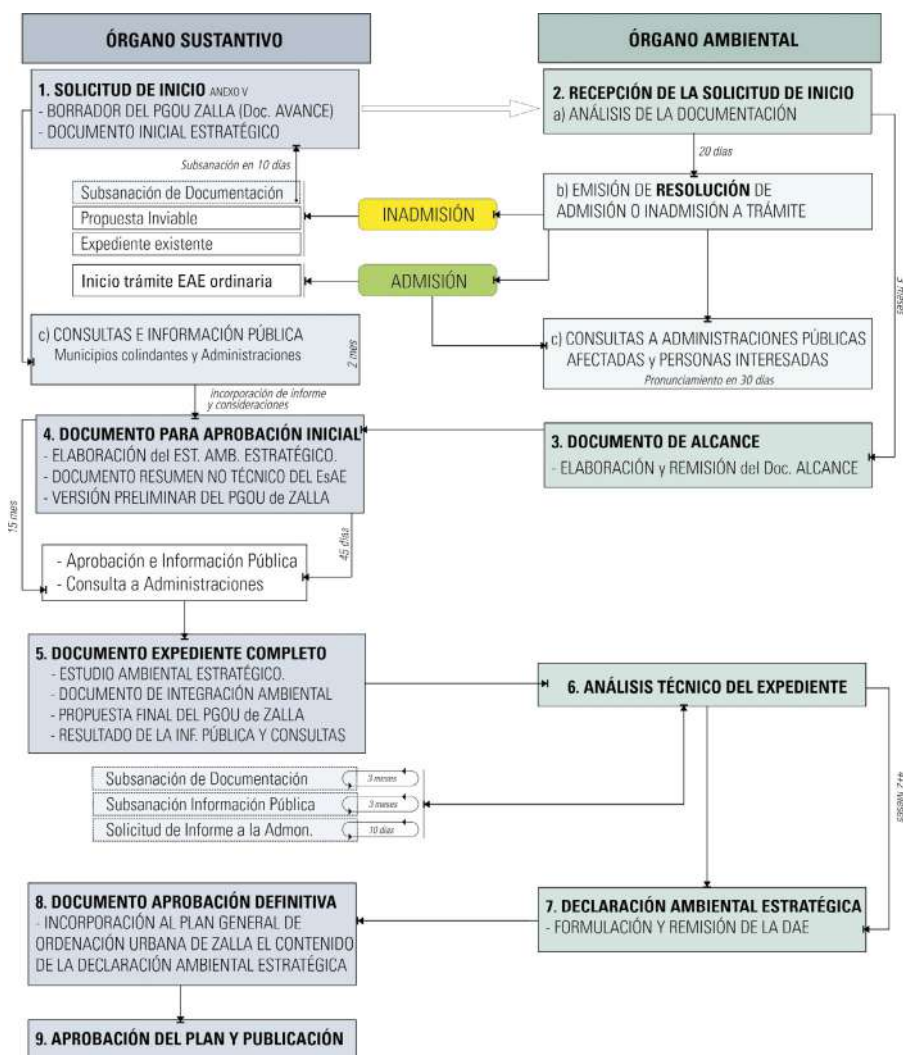 ÓRGANO SUSTANTIVO
ÓRGANO AMBIENTAL
1. SOLICITUD DE INICIO ANEXO V
- BORRADOR DEL PGOU ZALLA (Doc. AVANCE)
- DOCUMENTO INICIAL ESTRATÉGICO
2. RECEPCIÓN DE LA SOLICITUD DE INICIO
a) ANÁLISIS DE LA DOCUMENTACIÓN
Subsanación en 10 días
20 días
Subsanación de Documentación
Propuesta Inviable
Expediente existente
INADMISIÓN
b) EMISIÓN DE RESOLUCIÓN DE
ADMISIÓN O INADMISIÓN A TRÁMITE
Inicio trámite EAE ordinaria
ADMISIÓN
3 meses
c) CONSULTAS E INFORMACIÓN PÚBLICA
Municipios colindantes y Administraciones
2 mes
c) CONSULTAS A ADMINISTRACIONES PÚBLICAS
AFECTADAS y PERSONAS INTERESADAS
Pronunciamiento en 30 días
incorporación de informe
y consideraciones
4. DOCUMENTO PARA APROBACIÓN INICIAL
- ELABORACIÓN del EST. AMB. ESTRATÉGICO.
- DOCUMENTO RESUMEN NO TÉCNICO DEL EsAE
- VERSIÓN PRELIMINAR DEL PGOU de ZALLA
3. DOCUMENTO DE ALCANCE
- ELABORACIÓN y REMISIÓN del Doc. ALCANCE
15 mes
45 días
- Aprobación e Información Pública
- Consulta a Administraciones
5. DOCUMENTO EXPEDIENTE COMPLETO
- ESTUDIO AMBIENTAL ESTRATÉGICO.
- DOCUMENTO DE INTEGRACIÓN AMBIENTAL
- PROPUESTA FINAL DEL PGOU de ZALLA
- RESULTADO DE LA INF. PÚBLICA Y CONSULTAS
6. ANÁLISIS TÉCNICO DEL EXPEDIENTE
Subsanación de Documentación
3 meses
Subsanación Información Pública
3 meses
Solicitud de Informe a la Admon.
10 días
4+2 Meses
8. DOCUMENTO APROBACIÓN DEFINITIVA
- INCORPORACIÓN AL PLAN GENERAL DE
ORDENACIÓN URBANA DE ZALLA EL CONTENIDO
DE LA DECLARACIÓN AMBIENTAL ESTRATÉGICA
7. DECLARACIÓN AMBIENTAL ESTRATÉGICA
- FORMULACIÓN Y REMISIÓN DE LA DAE
9. APROBACIÓN DEL PLAN Y PUBLICACIÓN